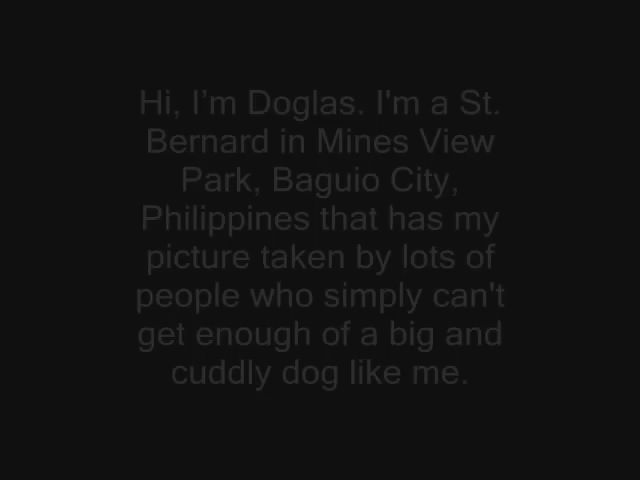 Hi, I’m Doglas. I'm a St.
Bernard in Mines View
Park, Baguio City,
Philippines that has my
picture taken by lots of
people who simply can't
get enough of a big and
cuddly dog like me.